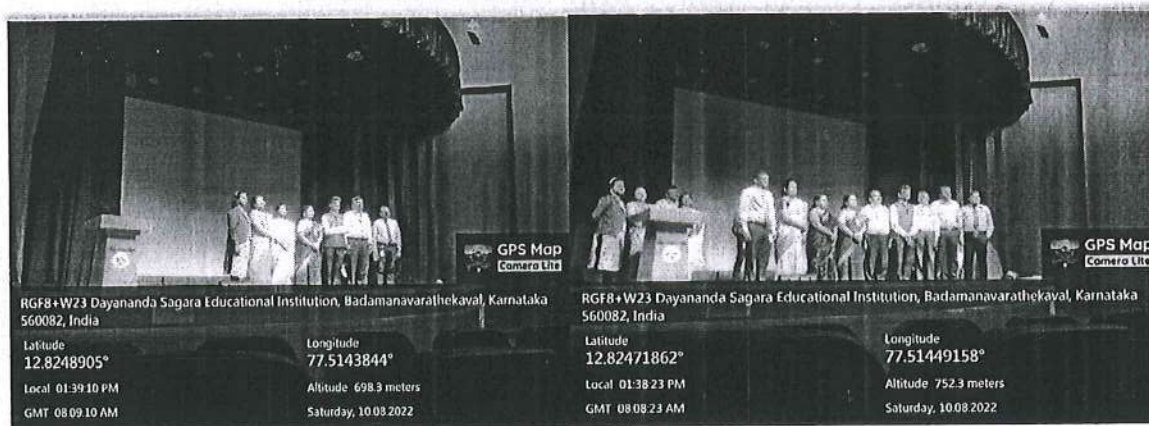 GPS Map
Camera Lite
RGF8+W23 Dayananda Sagara Educational Institution, Badamanavarathekaval, Karnataka
560082, India
Latitude
12.8248905°
Longitude
77.5143844°
Local 01:39:10 PM
Altitude 698.3 meters
GMT 08:09:10 AM
Saturday, 10.08.2022
GPS Map
Camera Lite
RGF8+W23 Dayananda Sagara Educational Institution, Badamanavarathekaval, Karnataka
560082, India
Latitude
12.82471862°
Longitude
77.51449158°
Local 01:38:23 PM
Altitude 752.3 meters
GMT 08:08:23 AM
Saturday, 10.08.2022